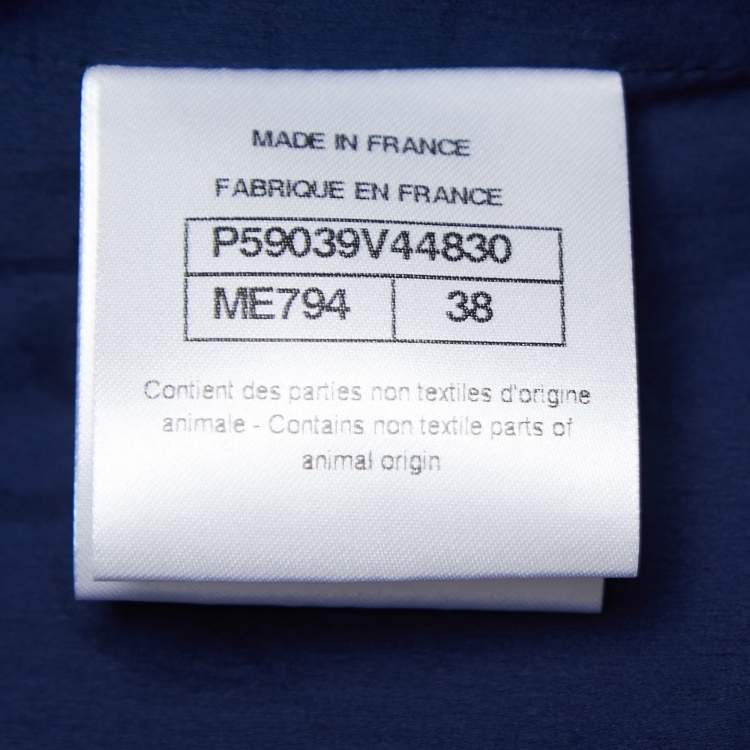 MADE IN FRANCE
FABRIQUE EN FRANCE
P59039V44830
ME794 38
Contient des parties non textiles d'origine
animale - Contains non textile parts of
animal origin